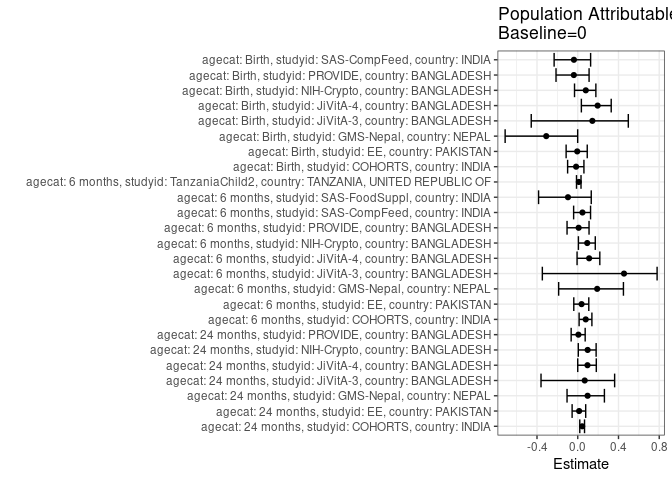 Population Attributable
Baseline=0
agecat: Birth, studyid: SAS-CompFeed, country: INDIA
agecat: Birth, studyid: PROVIDE, country: BANGLADESH
agecat: Birth, studyid: NIH-Crypto, country: BANGLADESH
agecat: Birth, studyid: JiVitA-4, country: BANGLADESH
agecat: Birth, studyid: JiVitA-3, country: BANGLADESH
agecat: Birth, studyid: GMS-Nepal, country: NEPAL
agecat: Birth, studyid: EE, country: PAKISTAN
agecat: Birth, studyid: COHORTS, country: INDIA
agecat: 6 months, studyid: TanzaniaChild2, country: TANZANIA, UNITED REPUBLIC OF
agecat: 6 months, studyid: SAS-FoodSuppl, country: INDIA
agecat: 6 months, studyid: SAS-CompFeed, country: INDIA
agecat: 6 months, studyid: PROVIDE, country: BANGLADESH
agecat: 6 months, studyid: NIH-Crypto, country: BANGLADESH
agecat: 6 months, studyid: JiVitA-4, country: BANGLADESH
agecat: 6 months, studyid: JiVitA-3, country: BANGLADESH
agecat: 6 months, studyid: GMS-Nepal, country: NEPAL
agecat: 6 months, studyid: EE, country: PAKISTAN
agecat: 6 months, studyid: COHORTS, country: INDIA
agecat: 24 months, studyid: PROVIDE, country: BANGLADESH
agecat: 24 months, studyid: NIH-Crypto, country: BANGLADESH
agecat: 24 months, studyid: JiVitA-4, country: BANGLADESH
agecat: 24 months, studyid: JiVitA-3, country: BANGLADESH
agecat: 24 months, studyid: GMS-Nepal, country: NEPAL
agecat: 24 months, studyid: EE, country: PAKISTAN
agecat: 24 months, studyid: COHORTS, country: INDIA
-0.4 0.0 0.4 0.8
Estimate